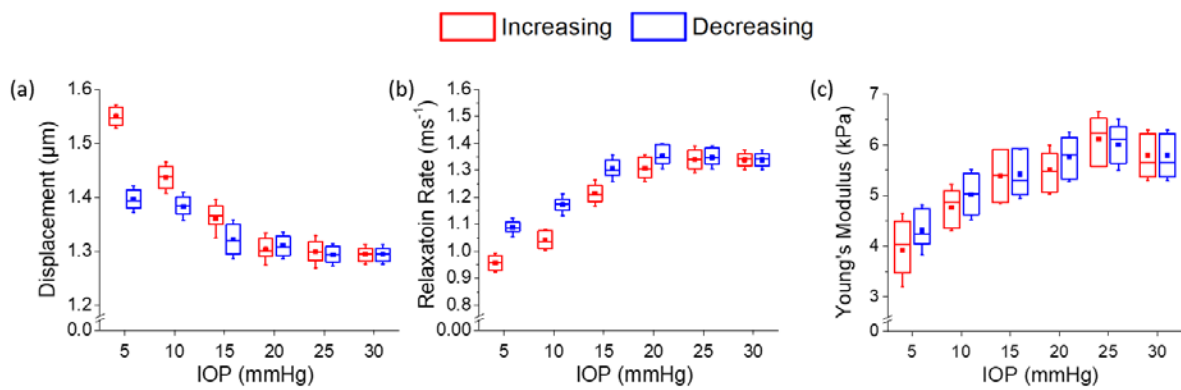 Increasing Decreasing
(a) (b) (c)
Displacement (µm)
1.6
1.5
1.4
1.3
1.2
0.0
5 10 15 20 25 30
IOP (mmHg)
Relaxatoin Rate (ms⁻¹)
1.6
1.5
1.4
1.3
1.2
1.1
1.0
0.9
0.8
0.00
5 10 15 20 25 30
IOP (mmHg)
Young's Modulus (kPa)
7
6
5
4
3
0
5 10 15 20 25 30
IOP (mmHg)